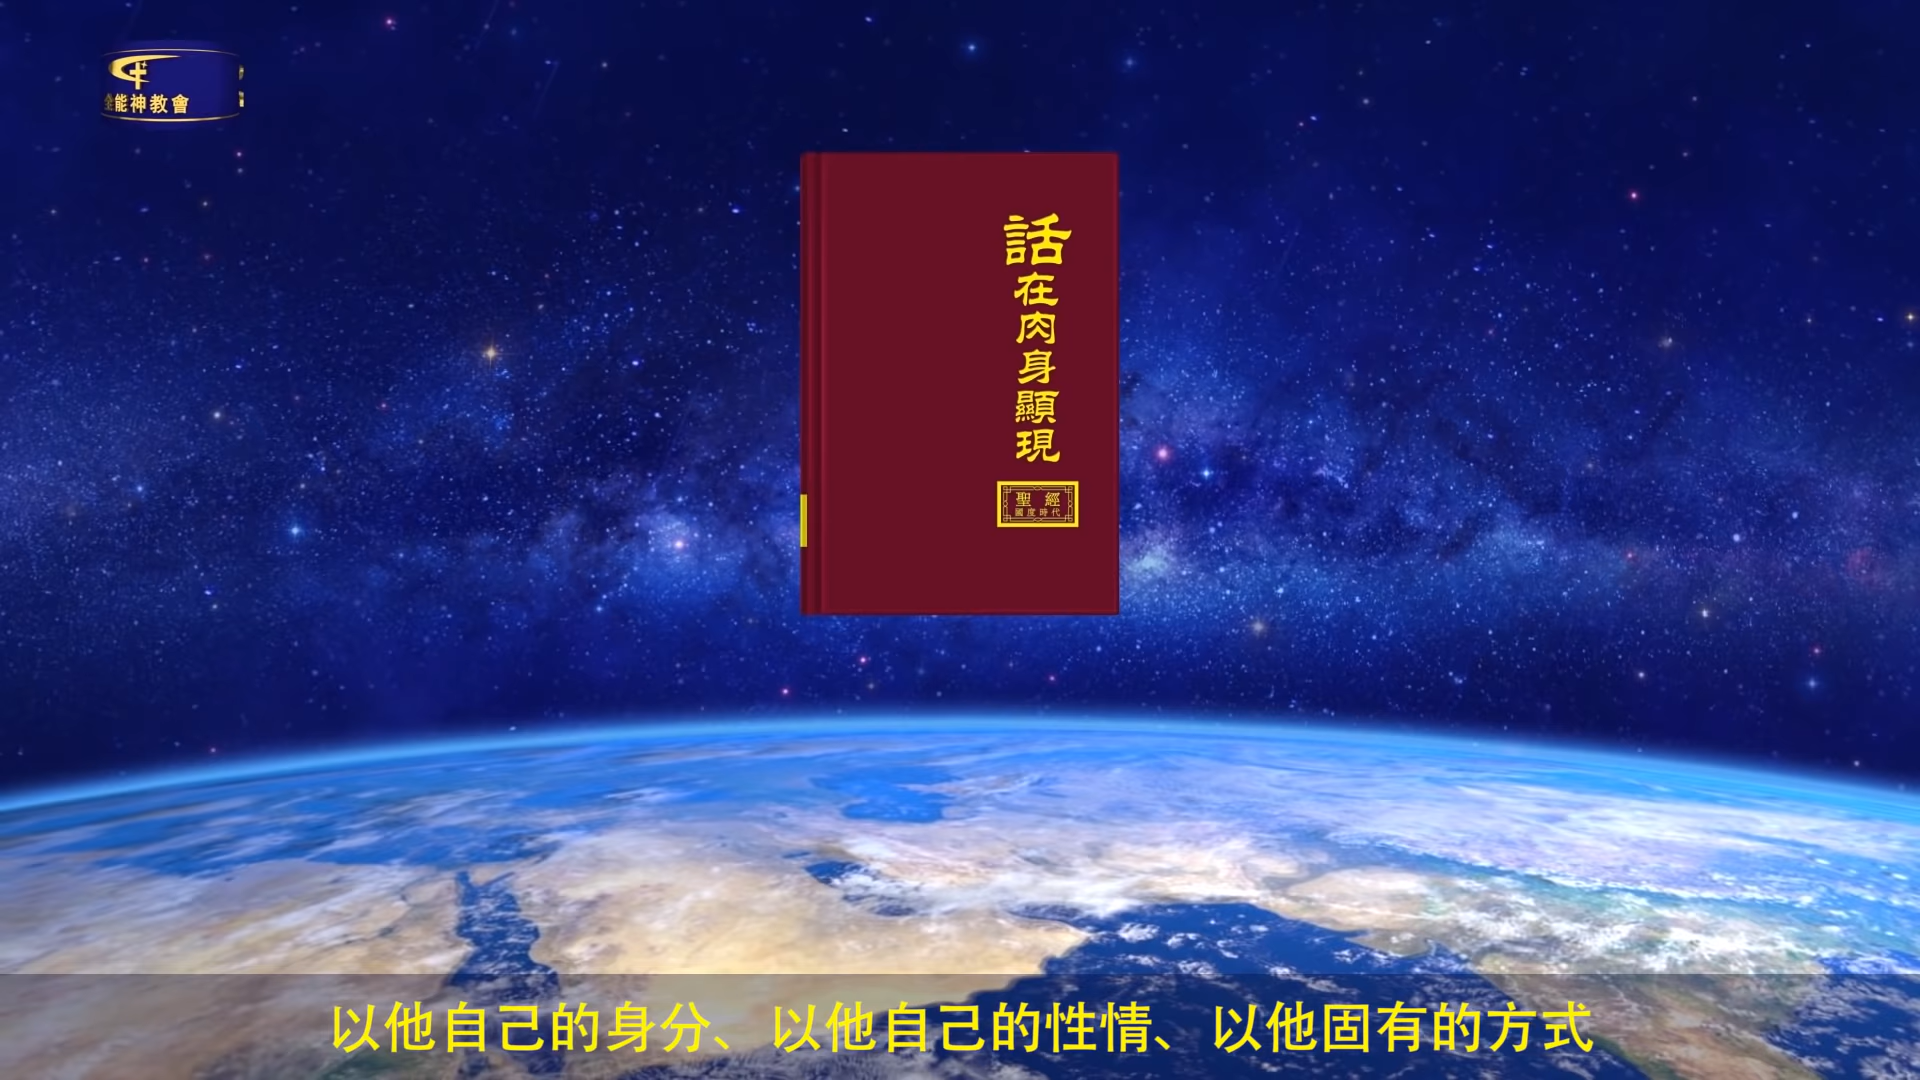 全能神教會
話在肉身顯現
聖經
國度時代
以他自己的身分、以他自己的性情、以他固有的方式